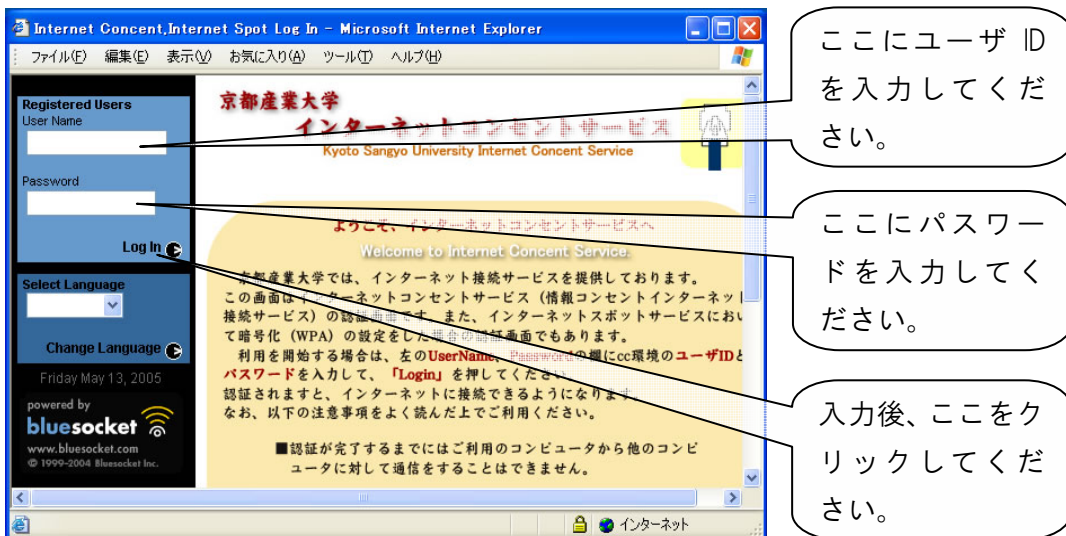 Internet Concent,Internet Spot Log In - Microsoft Internet Explorer
ファイル(F) 編集(E) 表示(V) お気に入り(A) ツール(T) ヘルプ(H)
Registered Users
User Name
Password
Log In
Select Language
Change Language
Friday May 13, 2005
powered by
bluesocket
www.bluesocket.com
© 1999-2004 Bluesocket Inc.
京都産業大学
インターネットコンセントサービス
Kyoto Sangyo University Internet Concent Service
ようこそ、インターネットコンセントサービスへ
Welcome to Internet Concent Service.
京都産業大学では、インターネット接続サービスを提供しております。
この画面はインターネットコンセントサービス（情報コンセントインターネット
接続サービス）の認証画面です。また、インターネットスポットサービスにおい
て暗号化（WPA）の設定をした場合の認証画面でもあります。
利用を開始する場合は、左のUserName、Passwordの欄にcc環境のユーザIDと
パスワードを入力して、「Login」を押してください。
認証されますと、インターネットに接続できるようになります。
なお、以下の注意事項をよく読んだ上でご利用ください。
■認証が完了するまでにはご利用のコンピュータから他のコンピ
ュータに対して通信をすることはできません。
インターネット
ここにユーザ ID
を入力してくだ
さい。
ここにパスワー
ドを入力してく
ださい。
入力後、ここをク
リックしてくだ
さい。